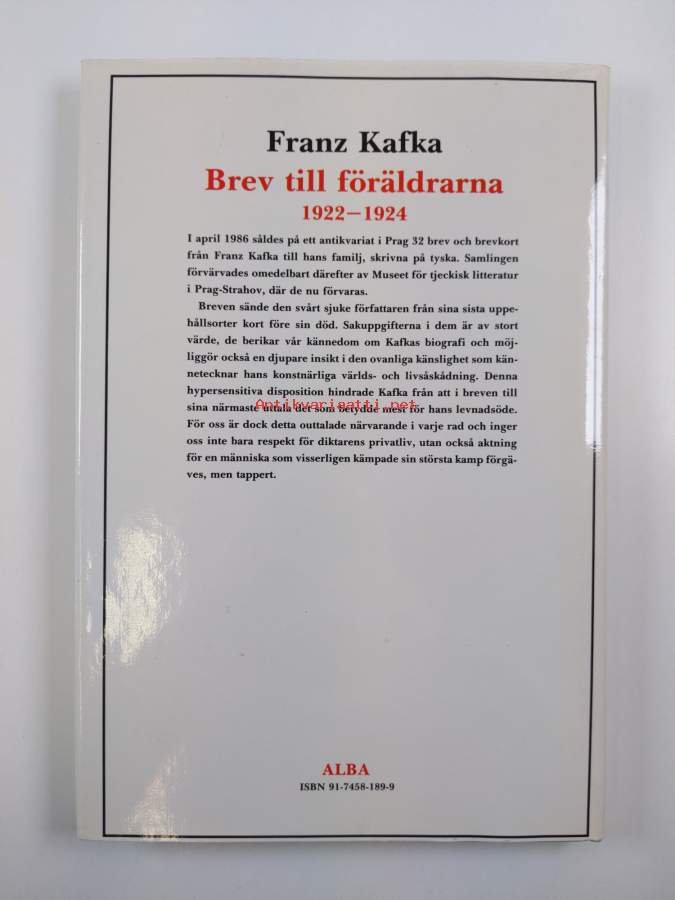 Franz Kafka
Brev till föräldrarna
1922–1924
I april 1986 såldes på ett antikvariat i Prag 32 brev och brevkort
från Franz Kafka till hans familj, skrivna på tyska. Samlingen
förvärvades omedelbart därefter av Museet för tjeckisk litteratur
i Prag-Strahov, där de nu förvaras.
Breven sände den svårt sjuke författaren från sina sista uppe-
hållsorter kort före sin död. Sakuppgifterna i dem är av stort
värde, de berikar vår kännedom om Kafkas biografi och möj-
liggör också en djupare insikt i den ovanliga känslighet som kän-
netecknar hans konstnärliga världs- och livsåskådning. Denna
hypersensitiva disposition hindrade Kafka från att i breven till
sina närmaste uttala det som betydde mest för hans levnadsöde.
Antikvariaatti.net
För oss är dock detta outtalade närvarande i varje rad och inger
oss inte bara respekt för diktarens privatliv, utan också aktning
för en människa som visserligen kämpade sin största kamp förgä-
ves, men tappert.
ALBA
ISBN 91-7458-189-9